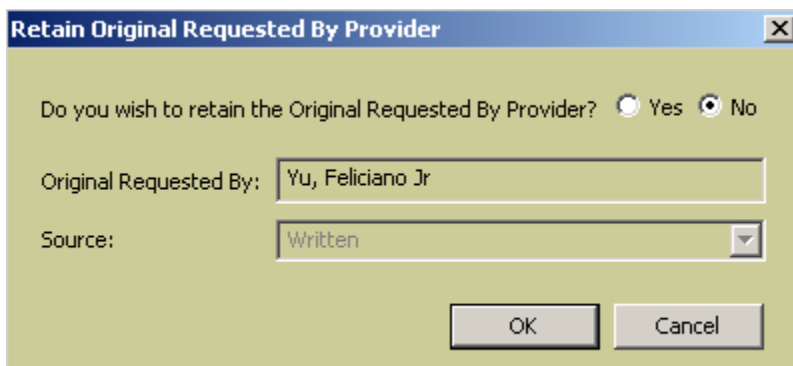 Retain Original Requested By Provider
Do you wish to retain the Original Requested By Provider? Yes No
Original Requested By: Yu, Feliciano Jr
Source: Written
OK Cancel